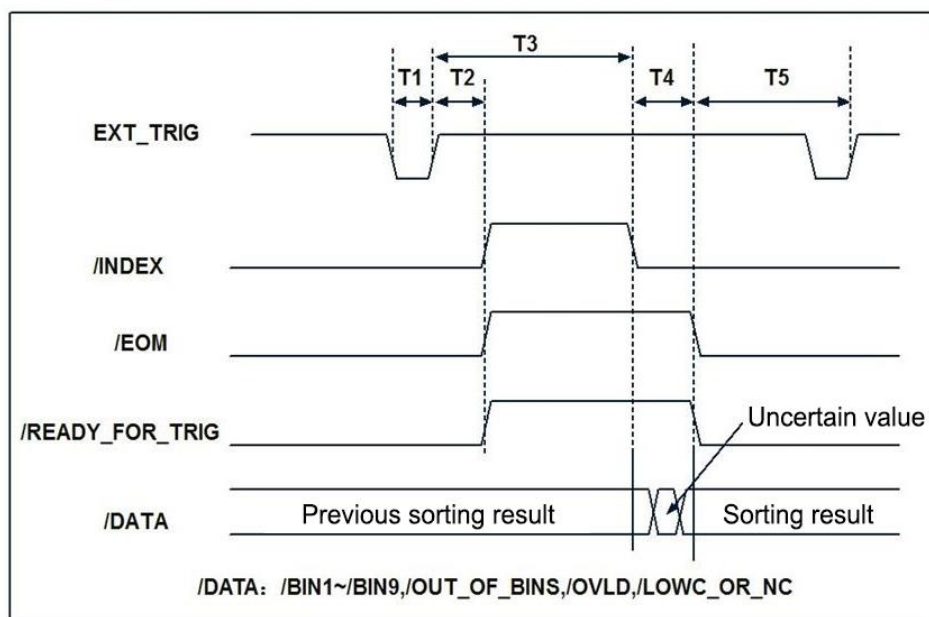 T3
T1 T2 T4 T5
EXT_TRIG
/INDEX
/EOM
/READY_FOR_TRIG
Uncertain value
/DATA Previous sorting result Sorting result
/DATA: /BIN1~/BIN9,/OUT_OF_BINS,/OVLD,/LOWC_OR_NC